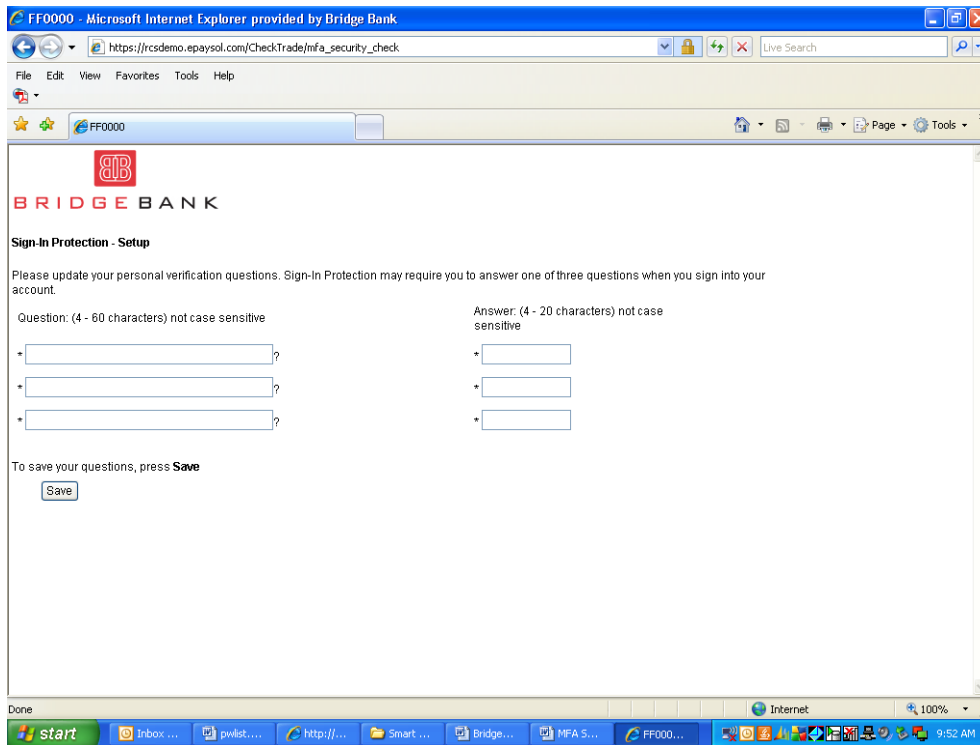 FF0000 - Microsoft Internet Explorer provided by Bridge Bank
https://rcsdemo.epaysol.com/CheckTrade/mfa_security_check
Live Search
File Edit View Favorites Tools Help
FF0000
Page Tools
BIB
BRIDGE BANK
Sign-In Protection - Setup
Please update your personal verification questions. Sign-In Protection may require you to answer one of three questions when you sign into your
account.
Question: (4 - 60 characters) not case sensitive
Answer: (4 - 20 characters) not case
sensitive
* ? *
* ? *
* ? *
To save your questions, press Save
Save
Done Internet 100%
start Inbox ... pwlist.... http://... Smart ... Bridge... MFA S... FF000... 9:52 AM